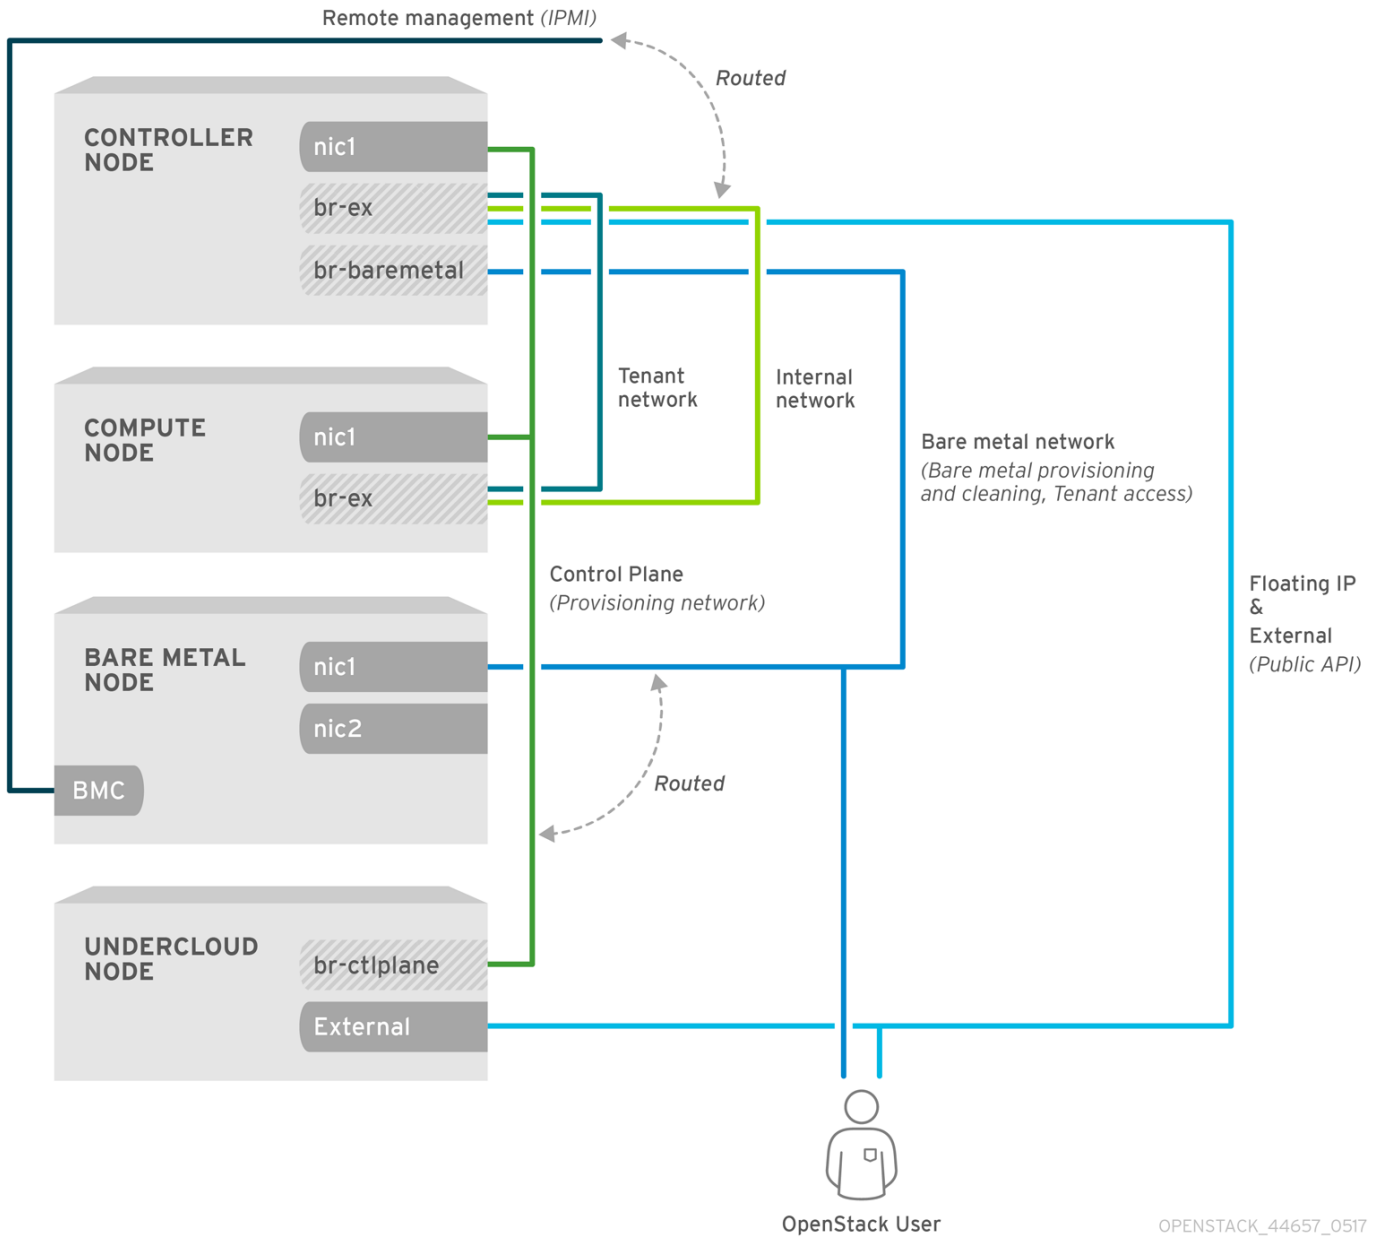 Remote management (IPMI)
Routed
CONTROLLER
NODE
nic1
br-ex
br-baremetal
COMPUTE
NODE
nic1
br-ex
Tenant
network
Internal
network
Bare metal network
(Bare metal provisioning
and cleaning, Tenant access)
Control Plane
(Provisioning network)
Floating IP
&
External
(Public API)
BARE METAL
NODE
nic1
nic2
BMC
Routed
UNDERCLOUD
NODE
br-ctlplane
External
OpenStack User
OPENSTACK_44657_0517